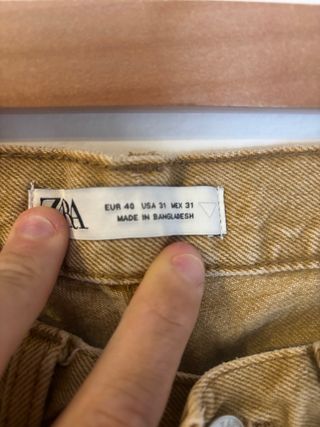 ZARA
EUR 40 USA 31 MEX 31
MADE IN BANGLADESH